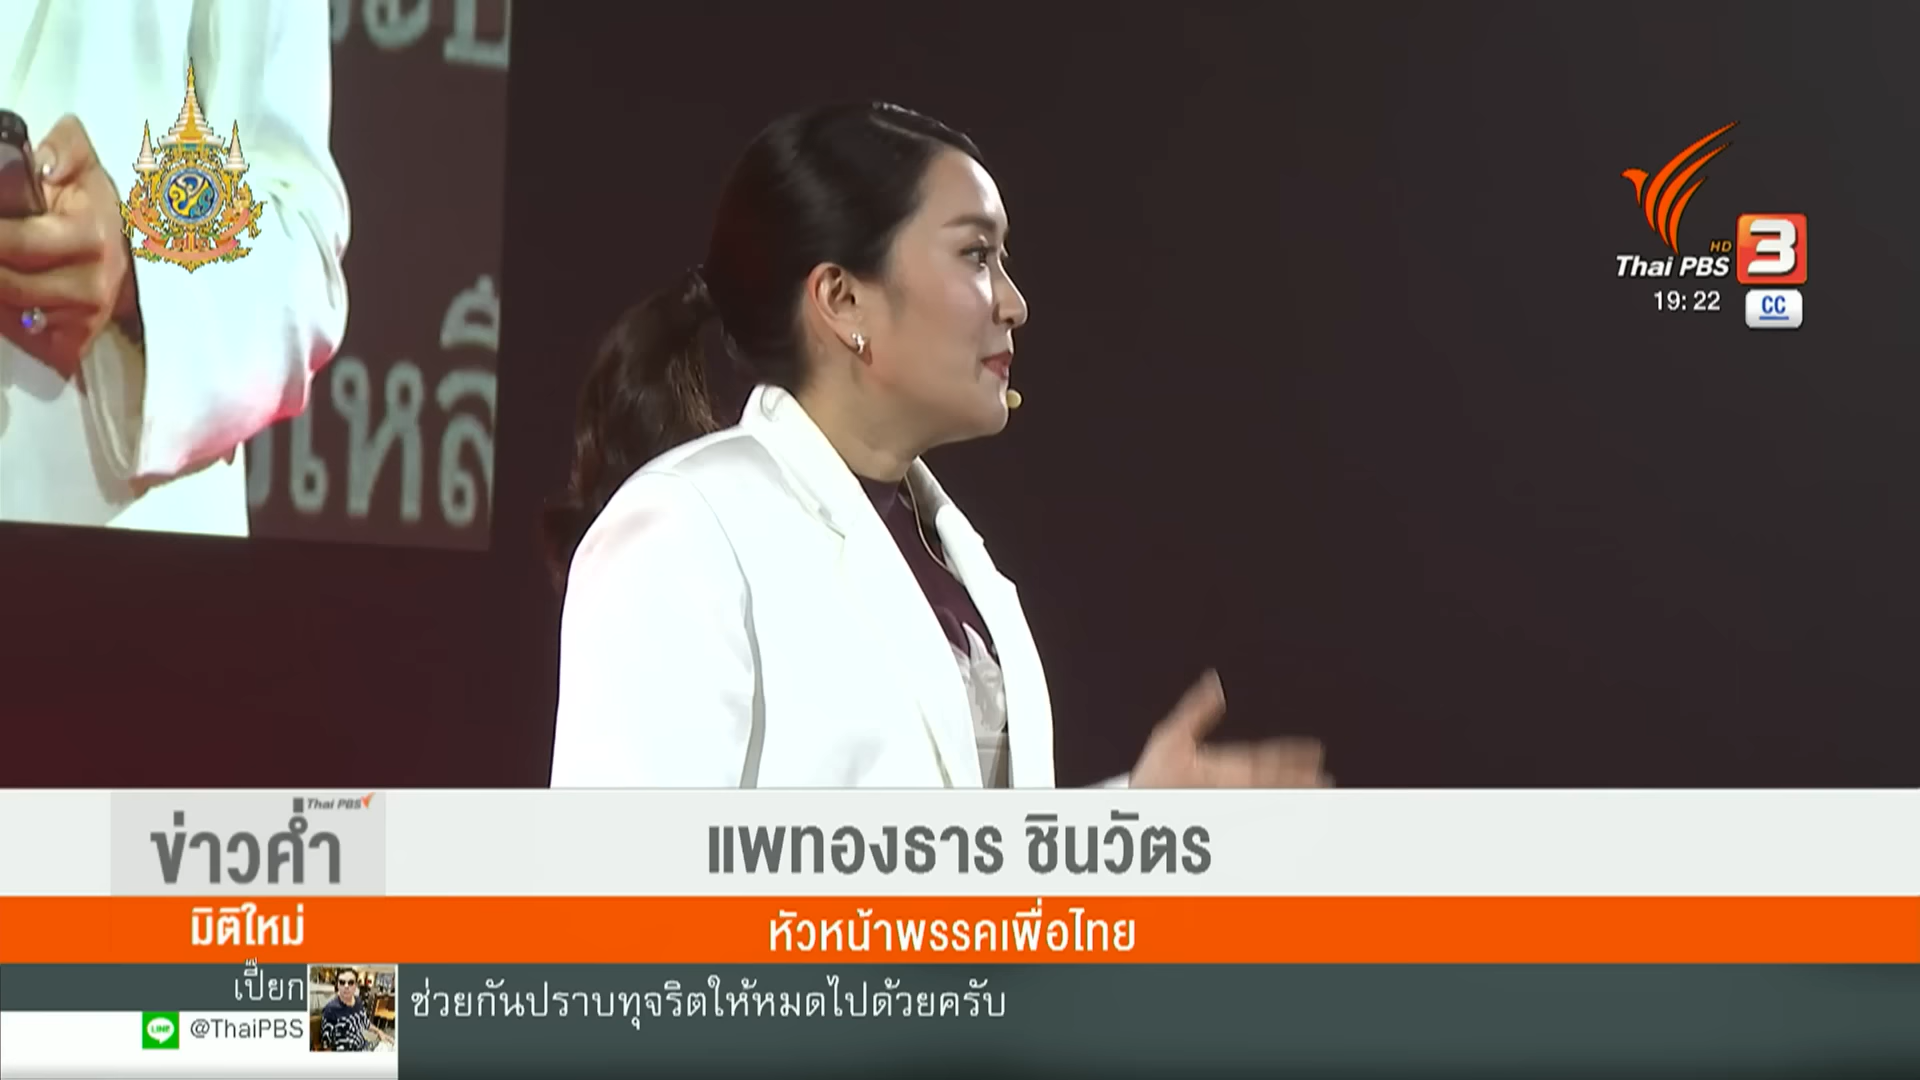 Thai PBS HD 3
19: 22
CC
Thai PBS
ข่าวค่ำ
มิติใหม่
แพทองธาร ชินวัตร
หัวหน้าพรรคเพื่อไทย
เปี๊ยก
LINE @ThaiPBS
ช่วยกันปราบทุจริตให้หมดไปด้วยครับ